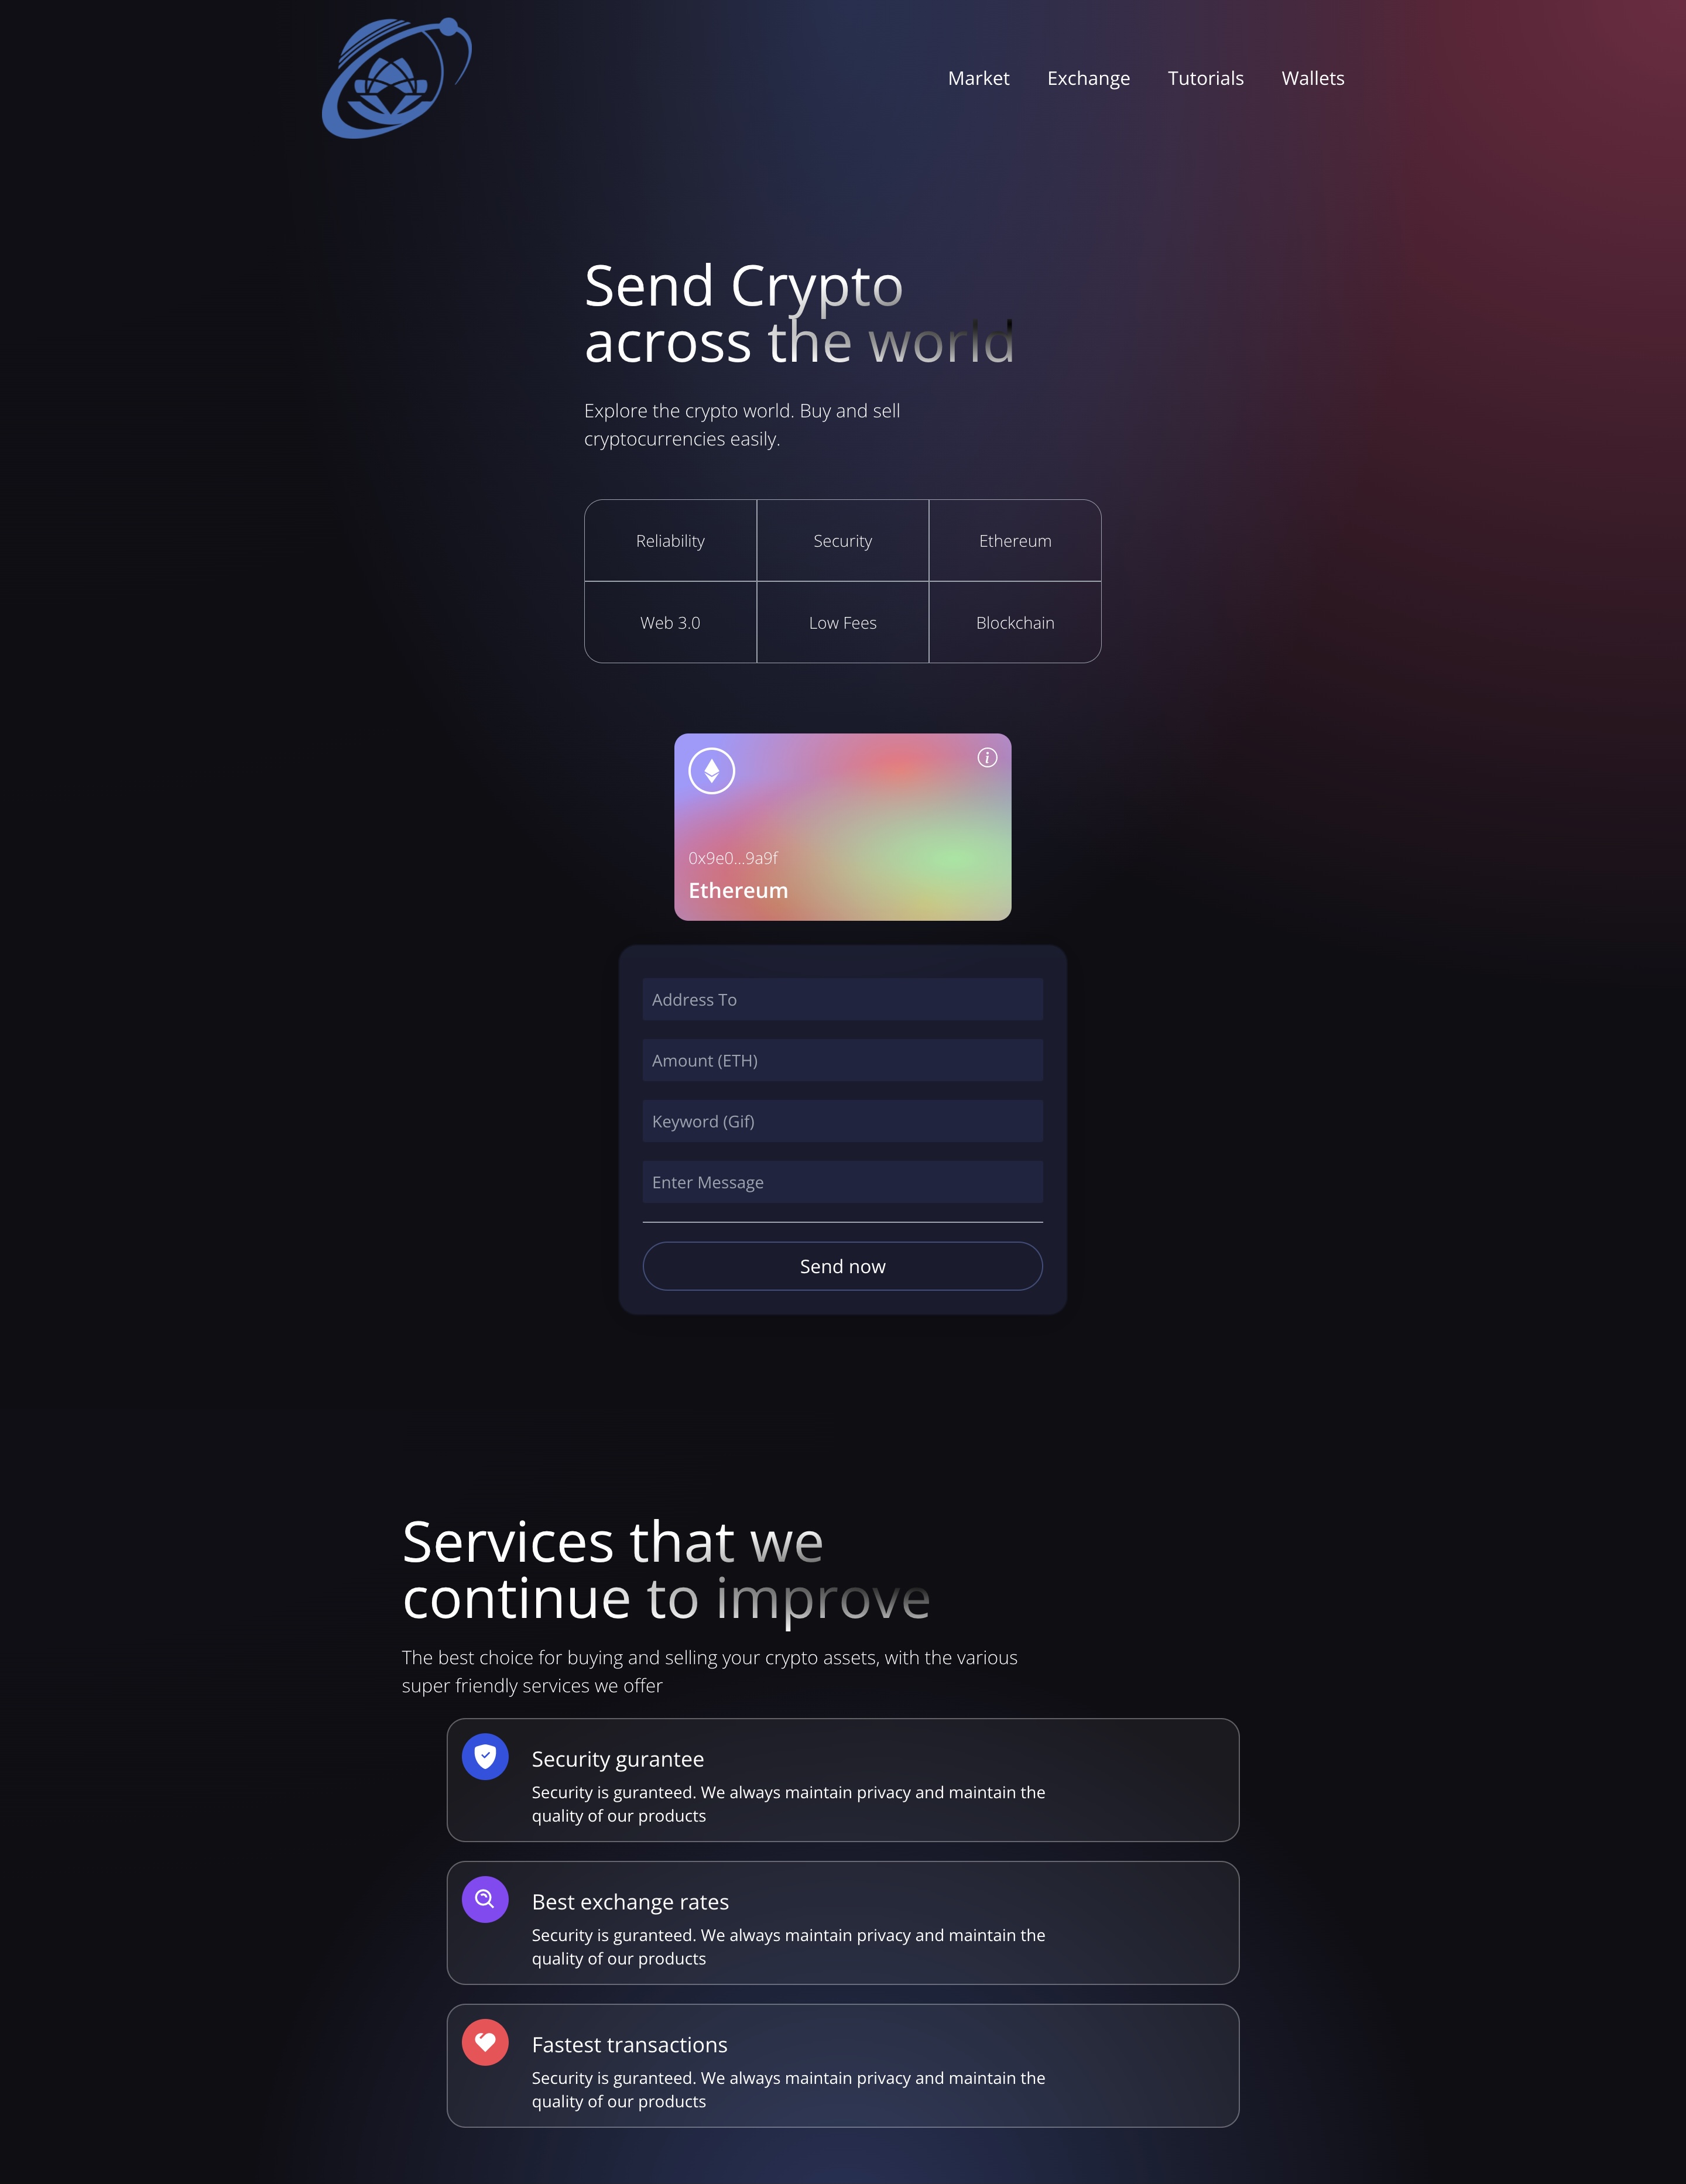 Market Exchange Tutorials Wallets
Send Crypto
across the world
Explore the crypto world. Buy and sell
cryptocurrencies easily.
Reliability Security Ethereum
Web 3.0 Low Fees Blockchain
0x9e0...9a9f
Ethereum
Address To
Amount (ETH)
Keyword (Gif)
Enter Message
Send now
Services that we
continue to improve
The best choice for buying and selling your crypto assets, with the various
super friendly services we offer
Security gurantee
Security is guranteed. We always maintain privacy and maintain the
quality of our products
Best exchange rates
Security is guranteed. We always maintain privacy and maintain the
quality of our products
Fastest transactions
Security is guranteed. We always maintain privacy and maintain the
quality of our products